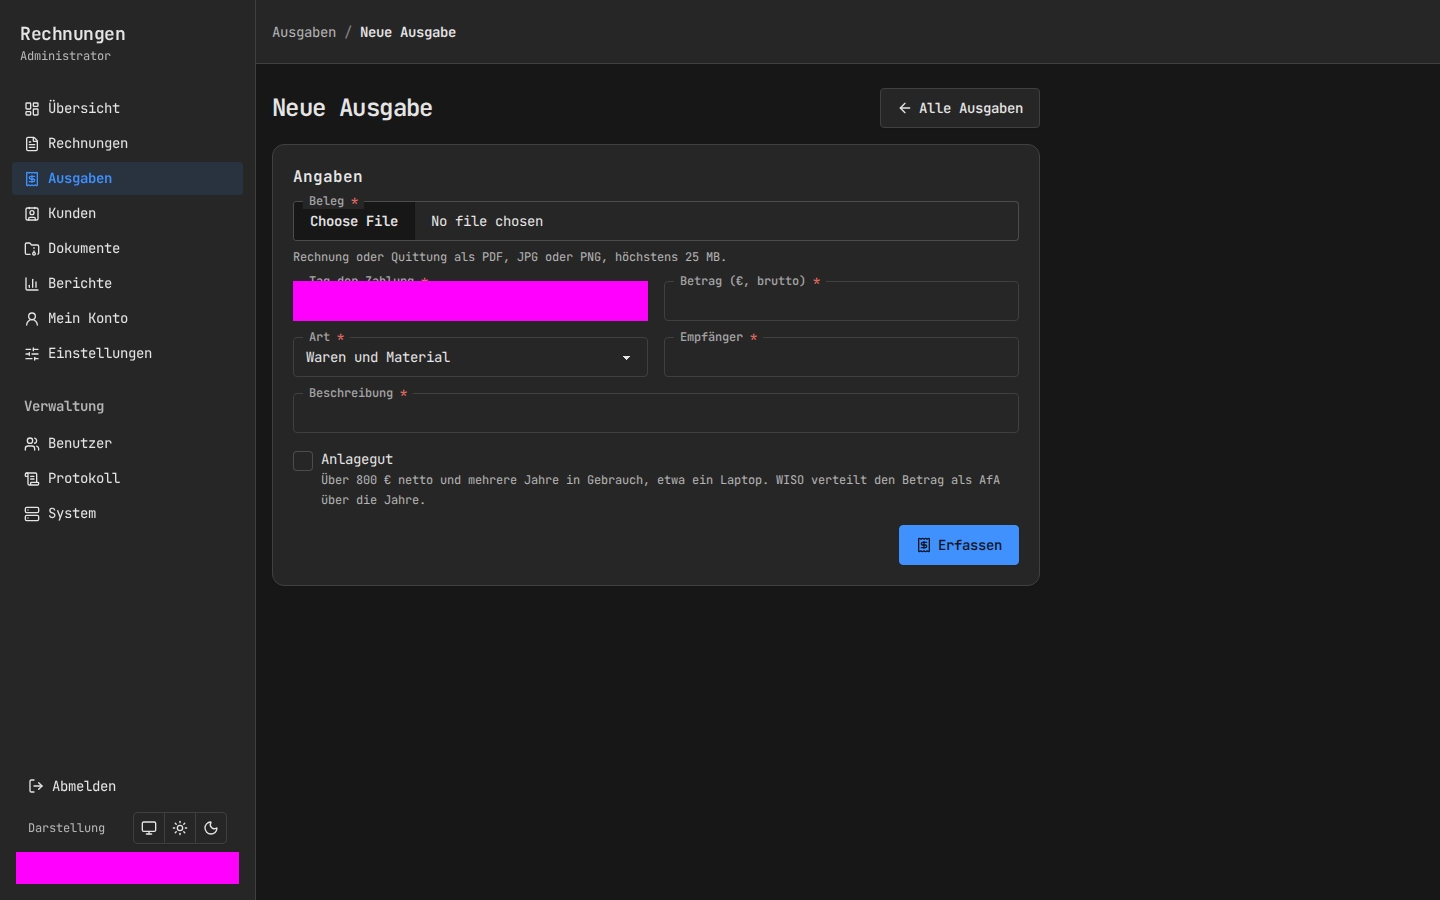 Rechnungen
Administrator
Übersicht
Rechnungen
Ausgaben
Kunden
Dokumente
Berichte
Mein Konto
Einstellungen
Verwaltung
Benutzer
Protokoll
System
Abmelden
Darstellung
Ausgaben / Neue Ausgabe
Neue Ausgabe
Alle Ausgaben
Angaben
Beleg *
Choose File No file chosen
Rechnung oder Quittung als PDF, JPG oder PNG, höchstens 25 MB.
Tag der Zahlung *
Betrag (€, brutto) *
Art *
Waren und Material
Empfänger *
Beschreibung *
Anlagegut
Über 800 € netto und mehrere Jahre in Gebrauch, etwa ein Laptop. WISO verteilt den Betrag als AfA
über die Jahre.
Erfassen